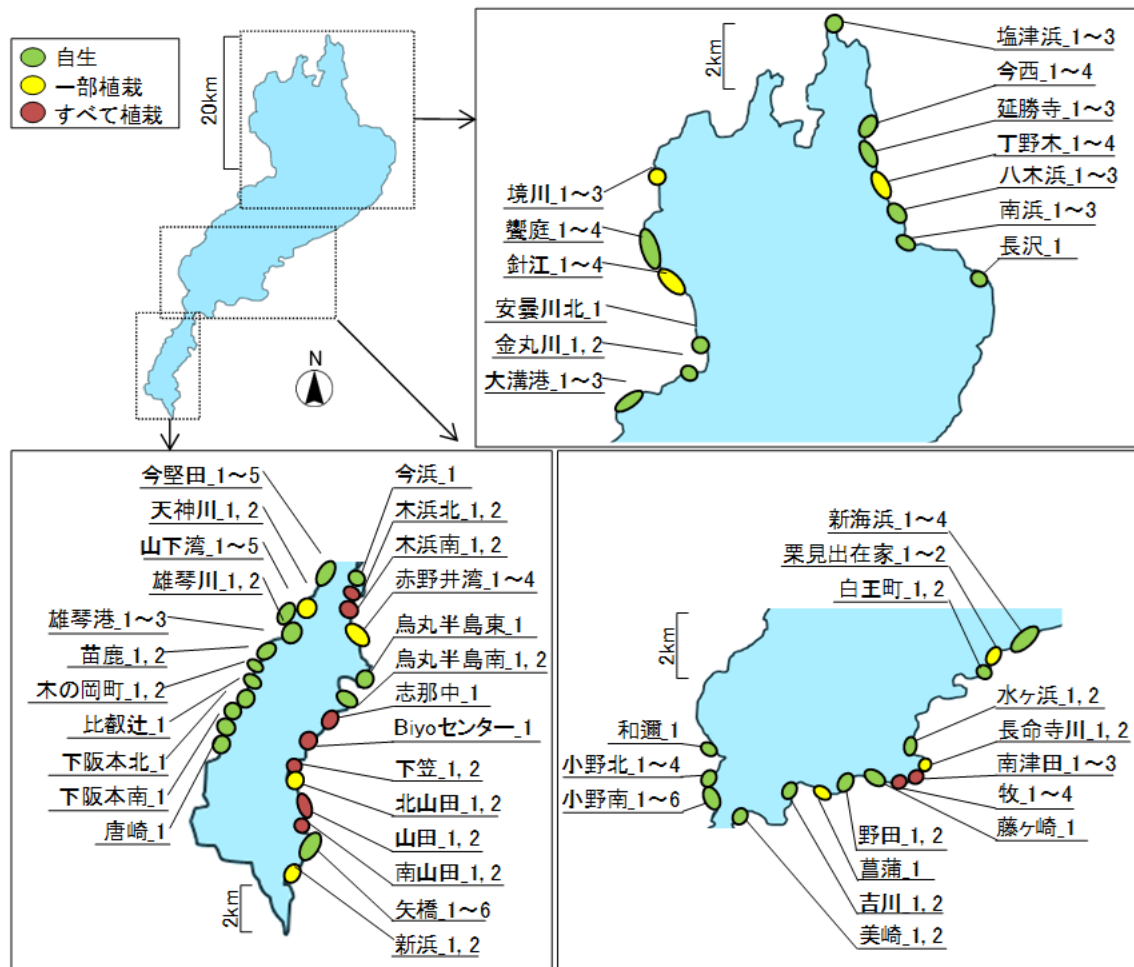 自生
一部植栽
すべて植栽
20km
N
2km
塩津浜_1～3
今西_1～4
延勝寺_1～3
丁野木_1～4
八木浜_1～3
南浜_1～3
長沢_1
境川_1～3
饗庭_1～4
針江_1～4
安曇川北_1
金丸川_1, 2
大溝港_1～3
今堅田_1～5
天神川_1, 2
山下湾_1～5
雄琴川_1, 2
雄琴港_1～3
苗鹿_1, 2
木の岡町_1, 2
比叡辻_1
下阪本北_1
下阪本南_1
唐崎_1
今浜_1
木浜北_1, 2
木浜南_1, 2
赤野井湾_1～4
烏丸半島東_1
烏丸半島南_1, 2
志那中_1
Biyoセンター_1
下笠_1, 2
北山田_1, 2
山田_1, 2
南山田_1, 2
矢橋_1～6
新浜_1, 2
2km
新海浜_1～4
栗見出在家_1～2
白王町_1, 2
2km
水ヶ浜_1, 2
長命寺川_1, 2
南津田_1～3
牧_1～4
藤ヶ崎_1
和邇_1
小野北_1～4
小野南_1～6
野田_1, 2
菖蒲_1
吉川_1, 2
美崎_1, 2